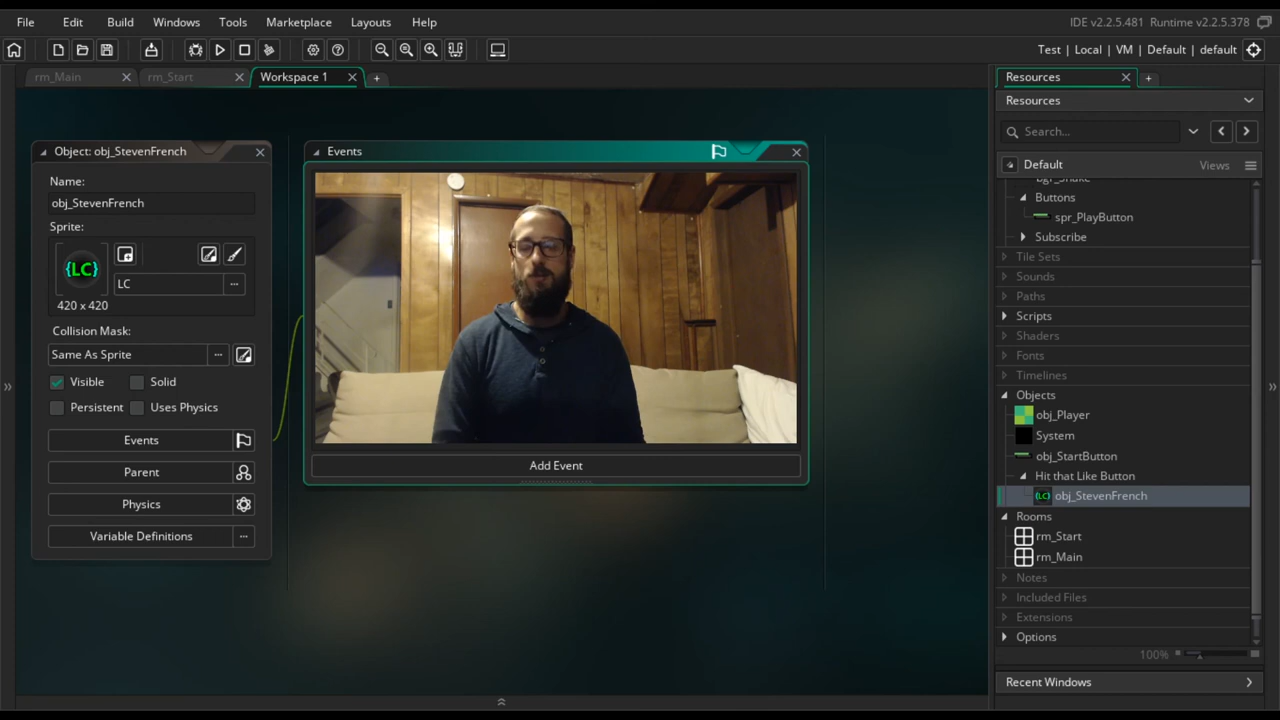 File Edit Build Windows Tools Marketplace Layouts Help IDE v2.2.5.481 Runtime v2.2.5.378
Test | Local | VM | Default | default
rm_Main rm_Start Workspace 1
Object: obj_StevenFrench
Name:
obj_StevenFrench
Sprite:
{LC}
LC
420 x 420
Collision Mask:
Same As Sprite
Visible Solid
Persistent Uses Physics
Events
Parent
Physics
Variable Definitions
Events
Add Event
Resources
Resources
Search...
Default Views
bgr_Shake
Buttons
spr_PlayButton
Subscribe
Tile Sets
Sounds
Paths
Scripts
Shaders
Fonts
Timelines
Objects
obj_Player
System
obj_StartButton
Hit that Like Button
{LC} obj_StevenFrench
Rooms
rm_Start
rm_Main
Notes
Included Files
Extensions
Options
100%
Recent Windows